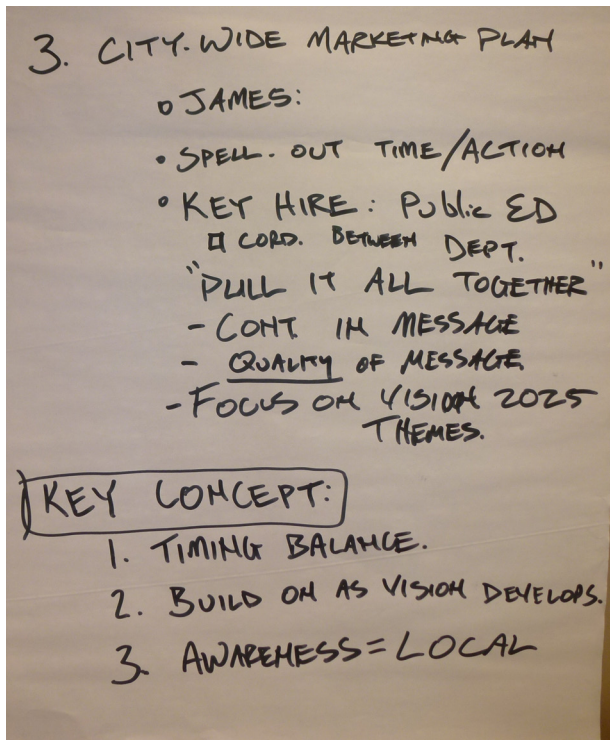 3. CITY-WIDE MARKETING PLAN
• JAMES:
• SPELL-OUT TIME/ACTION
• KEY HIRE: Public ED
□ CORD. BETWEEN DEPT.
"PULL IT ALL TOGETHER"
- CONT IN MESSAGE
- QUALITY OF MESSAGE
- FOCUS ON VISION 2025
THEMES.
KEY CONCEPT:
1. TIMING BALANCE.
2. BUILD ON AS VISION DEVELOPS.
3. AWARENESS = LOCAL